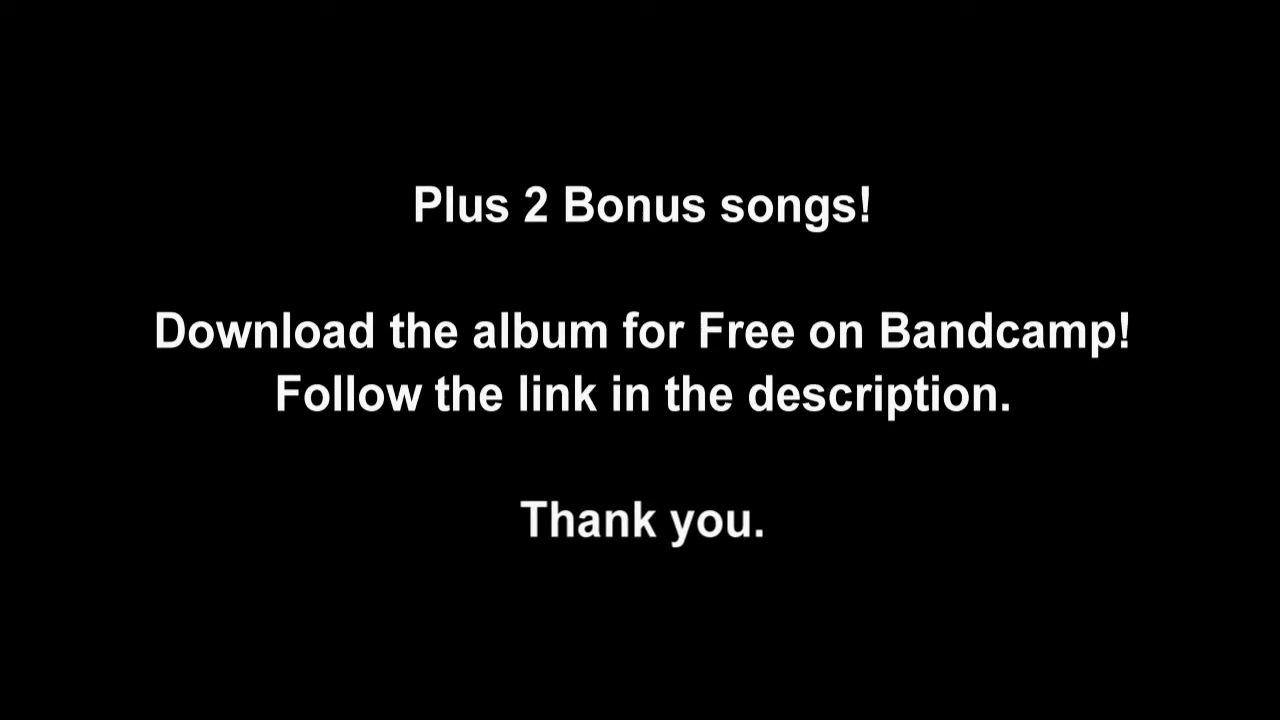 Plus 2 Bonus songs!
Download the album for Free on Bandcamp!
Follow the link in the description.
Thank you.